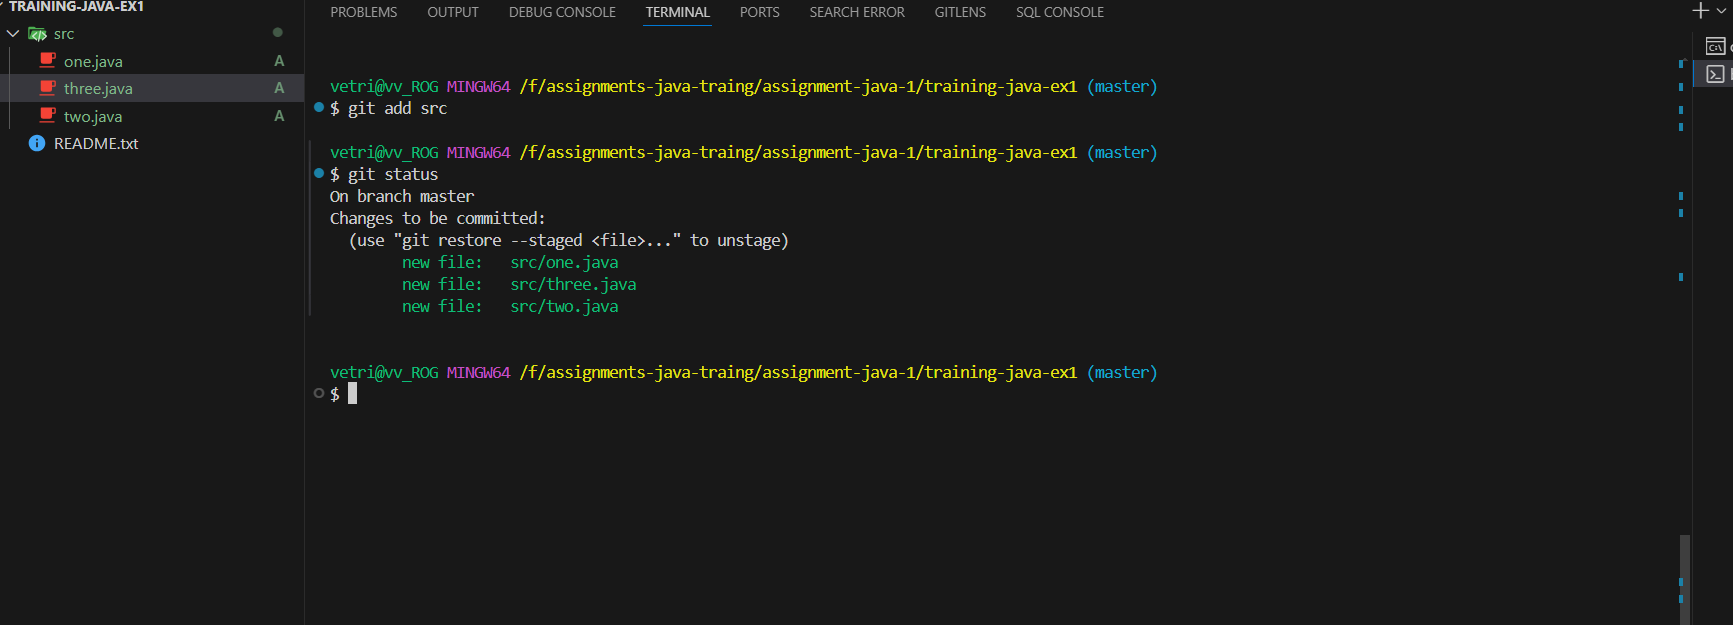 TRAINING-JAVA-EX1
src
one.java A
three.java A
two.java A
README.txt
PROBLEMS OUTPUT DEBUG CONSOLE TERMINAL PORTS SEARCH ERROR GITLENS SQL CONSOLE
vetri@vv_ROG MINGW64 /f/assignments-java-traing/assignment-java-1/training-java-ex1 (master)
$ git add src
vetri@vv_ROG MINGW64 /f/assignments-java-traing/assignment-java-1/training-java-ex1 (master)
$ git status
On branch master
Changes to be committed:
(use "git restore --staged <file>..." to unstage)
new file: src/one.java
new file: src/three.java
new file: src/two.java
vetri@vv_ROG MINGW64 /f/assignments-java-traing/assignment-java-1/training-java-ex1 (master)
$